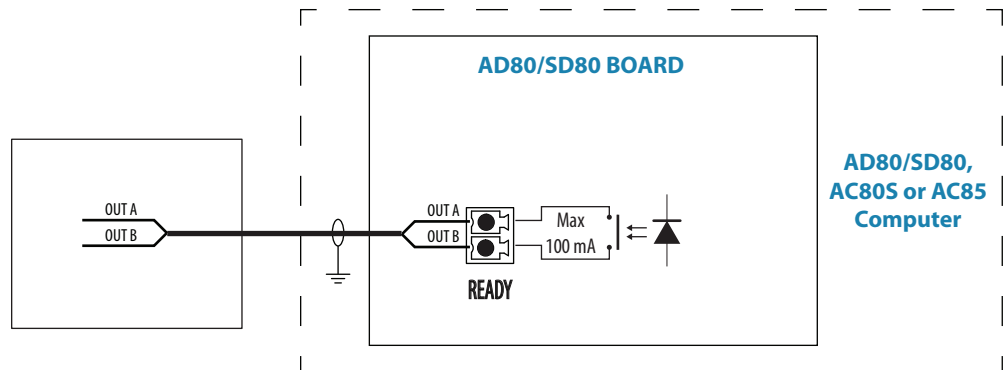 AD80/SD80 BOARD
AD80/SD80,
AC80S or AC85
Computer
OUT A
OUT B
OUT A
OUT B
Max
100 mA
READY